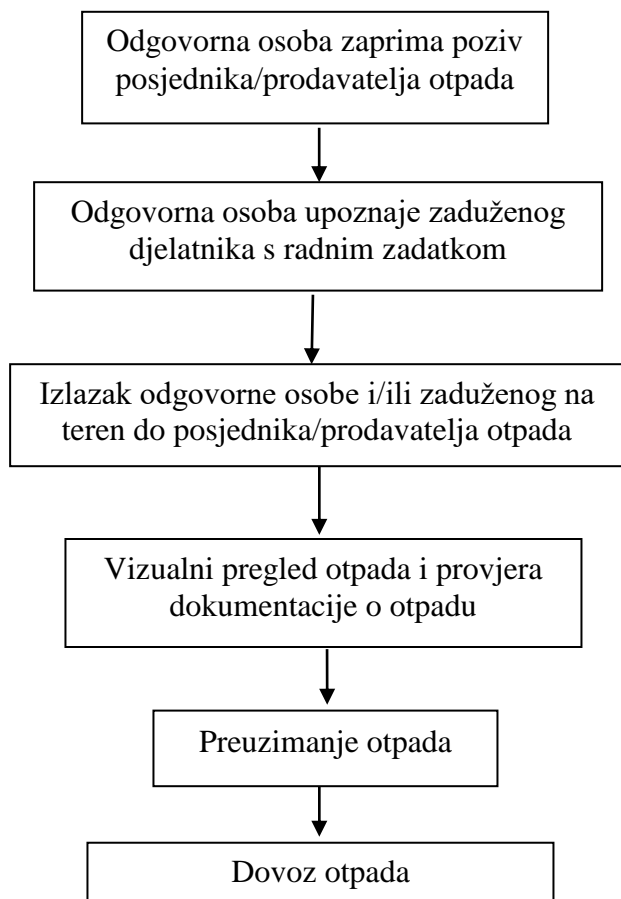 Odgovorna osoba zaprima poziv
posjednika/prodavatelja otpada
Odgovorna osoba upoznaje zaduženog
djelatnika s radnim zadatkom
Izlazak odgovorne osobe i/ili zaduženog na
teren do posjednika/prodavatelja otpada
Vizualni pregled otpada i provjera
dokumentacije o otpadu
Preuzimanje otpada
Dovoz otpada